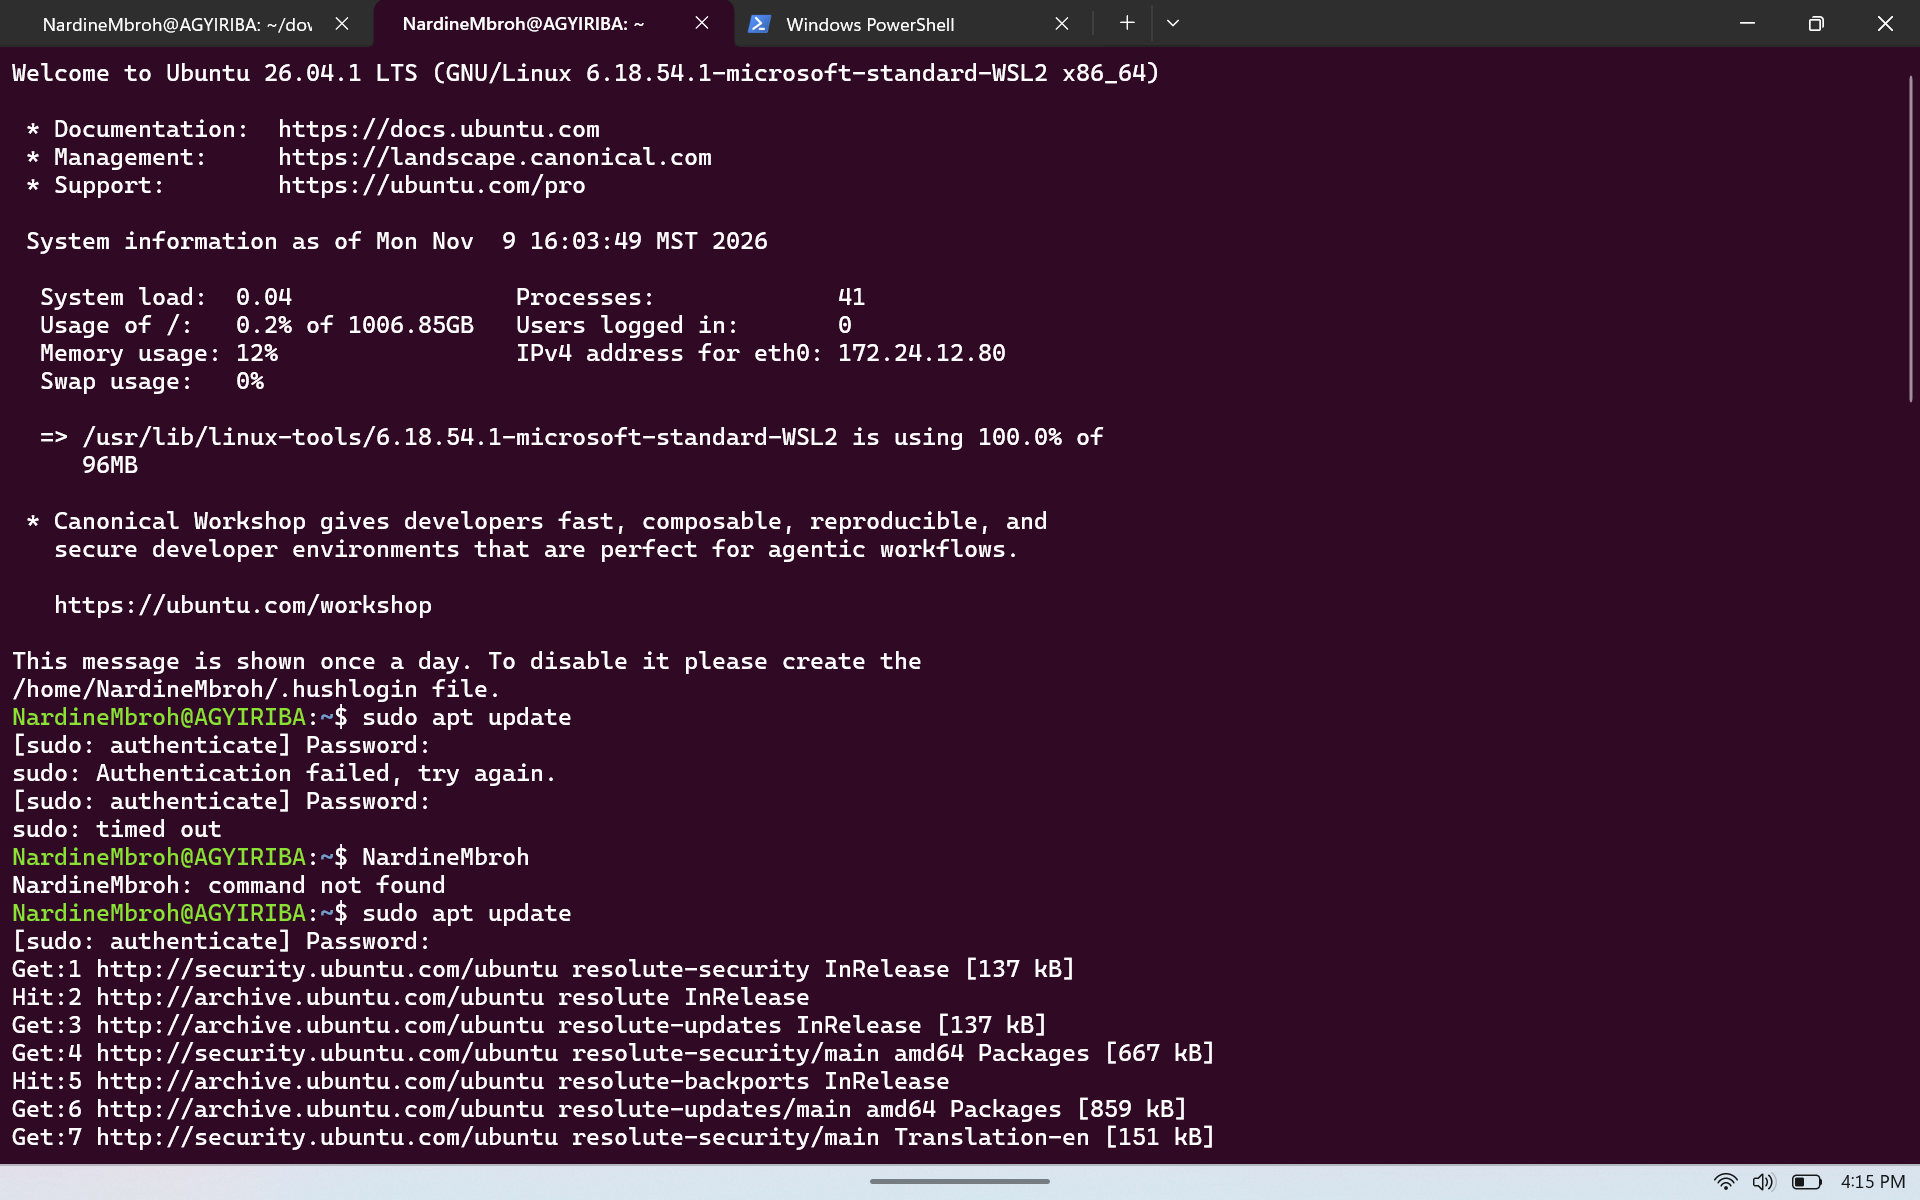 NardineMbroh@AGYIRIBA: ~/dov
NardineMbroh@AGYIRIBA: ~
Windows PowerShell
Welcome to Ubuntu 26.04.1 LTS (GNU/Linux 6.18.54.1-microsoft-standard-WSL2 x86_64)
* Documentation:  https://docs.ubuntu.com
* Management:     https://landscape.canonical.com
* Support:        https://ubuntu.com/pro
System information as of Mon Nov  9 16:03:49 MST 2026
System load:  0.04                Processes:             41
Usage of /:   0.2% of 1006.85GB   Users logged in:       0
Memory usage: 12%                 IPv4 address for eth0: 172.24.12.80
Swap usage:   0%
=> /usr/lib/linux-tools/6.18.54.1-microsoft-standard-WSL2 is using 100.0% of
96MB
* Canonical Workshop gives developers fast, composable, reproducible, and
secure developer environments that are perfect for agentic workflows.
https://ubuntu.com/workshop
This message is shown once a day. To disable it please create the
/home/NardineMbroh/.hushlogin file.
NardineMbroh@AGYIRIBA:~$ sudo apt update
[sudo: authenticate] Password:
sudo: Authentication failed, try again.
[sudo: authenticate] Password:
sudo: timed out
NardineMbroh@AGYIRIBA:~$ NardineMbroh
NardineMbroh: command not found
NardineMbroh@AGYIRIBA:~$ sudo apt update
[sudo: authenticate] Password:
Get:1 http://security.ubuntu.com/ubuntu resolute-security InRelease [137 kB]
Hit:2 http://archive.ubuntu.com/ubuntu resolute InRelease
Get:3 http://archive.ubuntu.com/ubuntu resolute-updates InRelease [137 kB]
Get:4 http://security.ubuntu.com/ubuntu resolute-security/main amd64 Packages [667 kB]
Hit:5 http://archive.ubuntu.com/ubuntu resolute-backports InRelease
Get:6 http://archive.ubuntu.com/ubuntu resolute-updates/main amd64 Packages [859 kB]
Get:7 http://security.ubuntu.com/ubuntu resolute-security/main Translation-en [151 kB]
4:15 PM